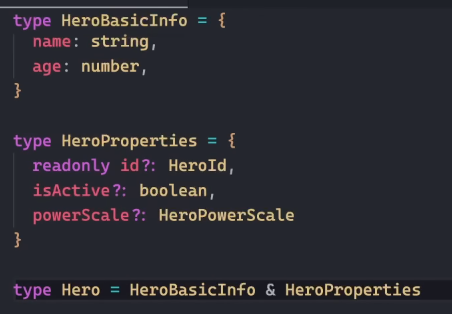 type HeroBasicInfo = {
  name: string,
  age: number,
}
type HeroProperties = {
  readonly id?: HeroId,
  isActive?: boolean,
  powerScale?: HeroPowerScale
}
type Hero = HeroBasicInfo & HeroProperties